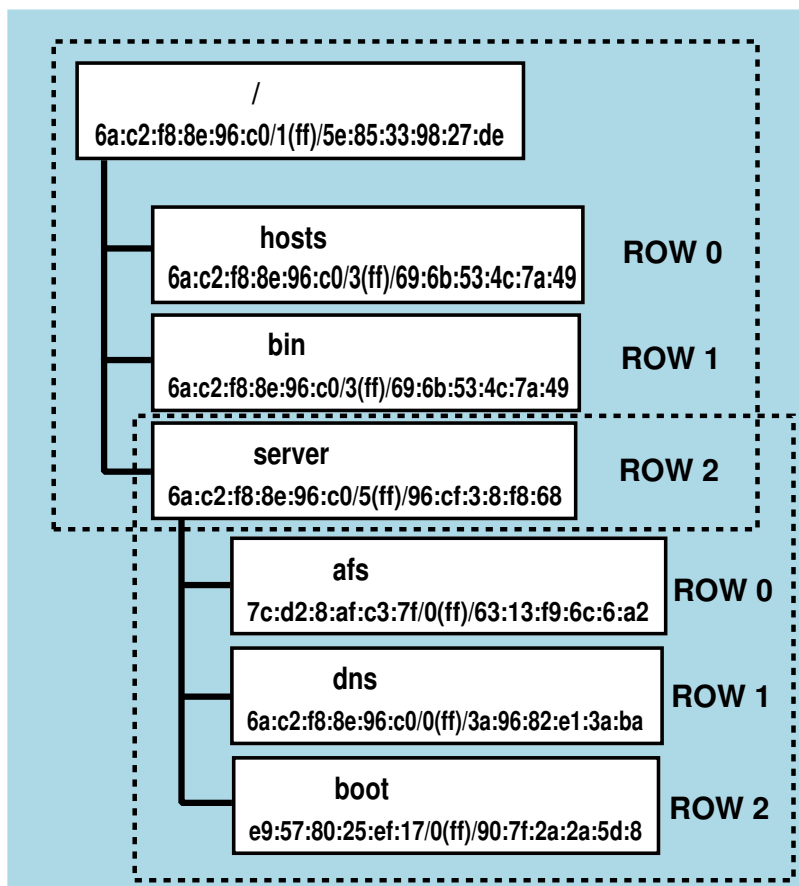 /
6a:c2:f8:8e:96:c0/1(ff)/5e:85:33:98:27:de
hosts
6a:c2:f8:8e:96:c0/3(ff)/69:6b:53:4c:7a:49
ROW 0
bin
6a:c2:f8:8e:96:c0/3(ff)/69:6b:53:4c:7a:49
ROW 1
server
6a:c2:f8:8e:96:c0/5(ff)/96:cf:3:8:f8:68
ROW 2
afs
7c:d2:8:af:c3:7f/0(ff)/63:13:f9:6c:6:a2
ROW 0
dns
6a:c2:f8:8e:96:c0/0(ff)/3a:96:82:e1:3a:ba
ROW 1
boot
e9:57:80:25:ef:17/0(ff)/90:7f:2a:2a:5d:8
ROW 2